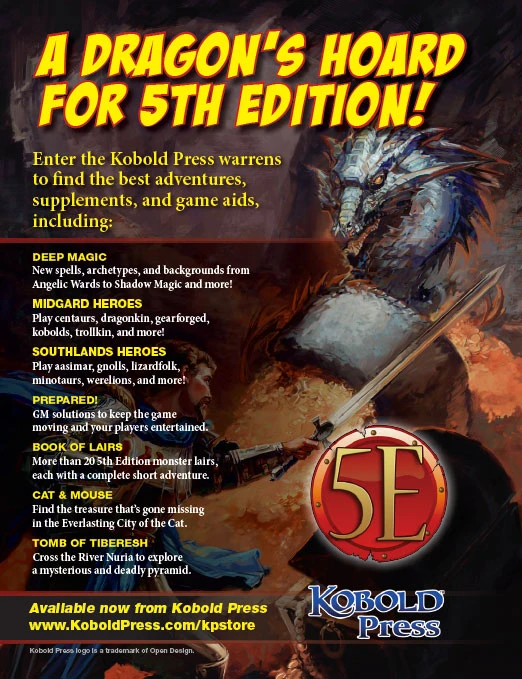 A DRAGON'S HOARD
FOR 5TH EDITION!
Enter the Kobold Press warrens
to find the best adventures,
supplements, and game aids,
including:
DEEP MAGIC
New spells, archetypes, and backgrounds from
Angelic Wards to Shadow Magic and more!
MIDGARD HEROES
Play centaurs, dragonkin, gearforged,
kobolds, trollkin, and more!
SOUTHLANDS HEROES
Play aasimar, gnolls, lizardfolk,
minotaurs, werelions, and more!
PREPARED!
GM solutions to keep the game
moving and your players entertained.
BOOK OF LAIRS
More than 20 5th Edition monster lairs,
each with a complete short adventure.
CAT & MOUSE
Find the treasure that's gone missing
in the Everlasting City of the Cat.
TOMB OF TIBERESH
Cross the River Nuria to explore
a mysterious and deadly pyramid.
5E
Available now from Kobold Press
www.KoboldPress.com/kpstore
KOBOLD
Press
Kobold Press logo is a trademark of Open Design.